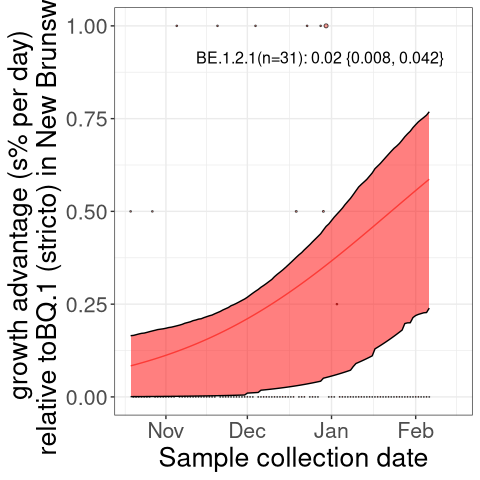 growth advantage (s% per day)
relative toBQ.1 (stricto) in New Brunsw
1.00
0.75
0.50
0.25
0.00
BE.1.2.1(n=31): 0.02 {0.008, 0.042}
Nov Dec Jan Feb
Sample collection date